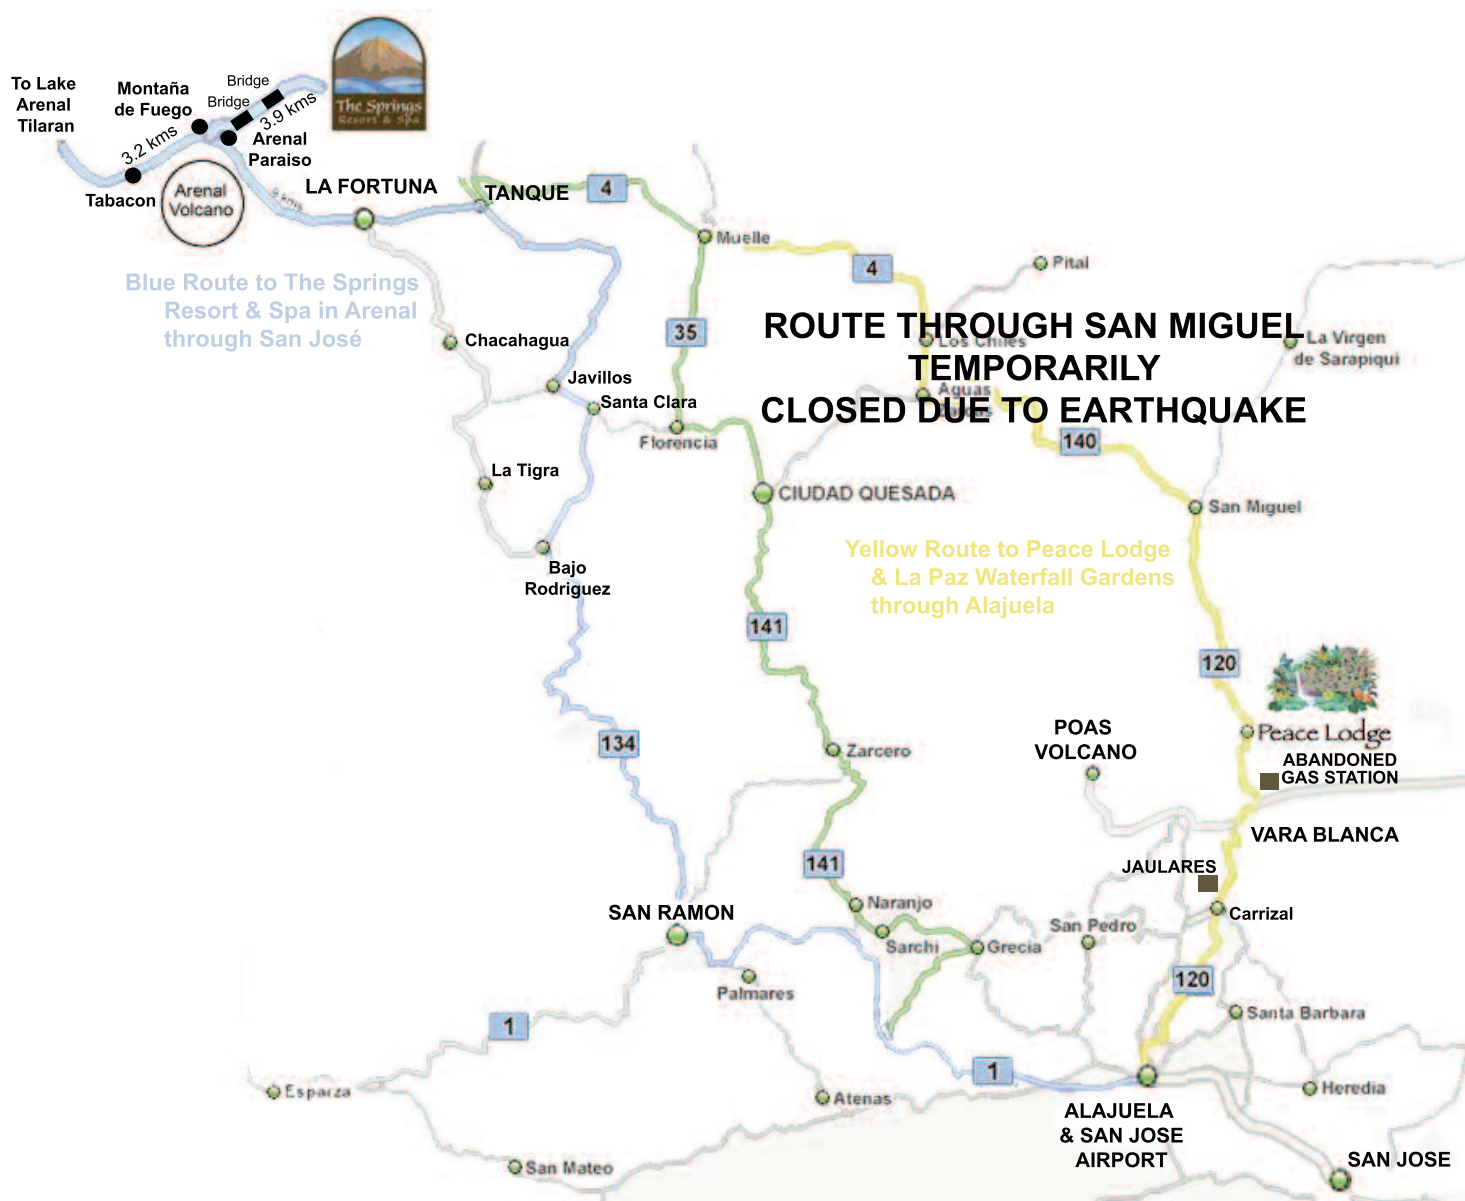 The Springs
Resort & Spa
To Lake
Arenal
Tilaran
Montaña
de Fuego
Bridge
Bridge
3.9 kms
3.2 kms
Arenal
Paraiso
Tabacon
Arenal
Volcano
9 kms
LA FORTUNA
TANQUE
4
Muelle
4
Pital
Blue Route to The Springs
Resort & Spa in Arenal
through San José
35
Chacahagua
ROUTE THROUGH SAN MIGUEL
TEMPORARILY
CLOSED DUE TO EARTHQUAKE
Los Chiles
La Virgen
de Sarapiqui
Javillos
Santa Clara
Aguas
Florencia
140
La Tigra
CIUDAD QUESADA
San Miguel
Yellow Route to Peace Lodge
& La Paz Waterfall Gardens
through Alajuela
Bajo
Rodriguez
141
120
134
Zarcero
POAS
VOLCANO
Peace Lodge
ABANDONED
GAS STATION
VARA BLANCA
141
JAULARES
SAN RAMON
Naranjo
Carrizal
Sarchi
Grecia
San Pedro
Palmares
120
Santa Barbara
1
1
Esparza
Atenas
Heredia
ALAJUELA
& SAN JOSE
AIRPORT
San Mateo
SAN JOSE